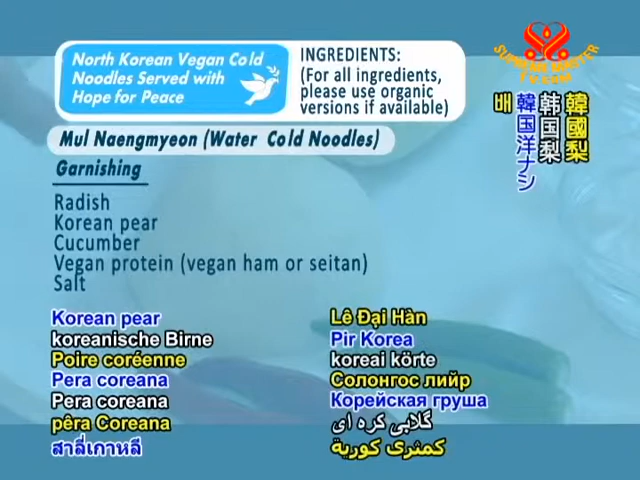 North Korean Vegan Cold
Noodles Served with
Hope for Peace
INGREDIENTS:
(For all ingredients,
please use organic
versions if available)
SUPREME MASTER
TV.COM
Mul Naengmyeon (Water Cold Noodles)
Garnishing
Radish
Korean pear
Cucumber
Vegan protein (vegan ham or seitan)
Salt
韓國梨
韩国梨
韓国洋ナシ
배
Korean pear
koreanische Birne
Poire coréenne
Pera coreana
Pera coreana
pêra Coreana
สาลี่เกาหลี
Lê Đại Hàn
Pir Korea
koreai körte
Солонгос лийр
Корейская груша
گلابی کره ای
كمثرى كورية